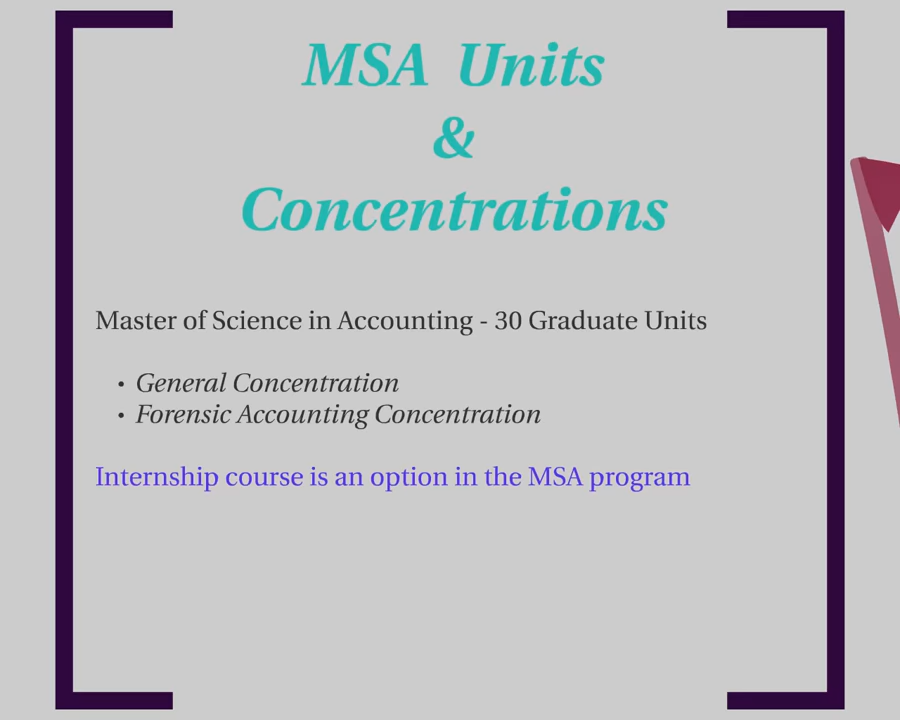 MSA Units
&
Concentrations
Master of Science in Accounting - 30 Graduate Units
• General Concentration
• Forensic Accounting Concentration
Internship course is an option in the MSA program